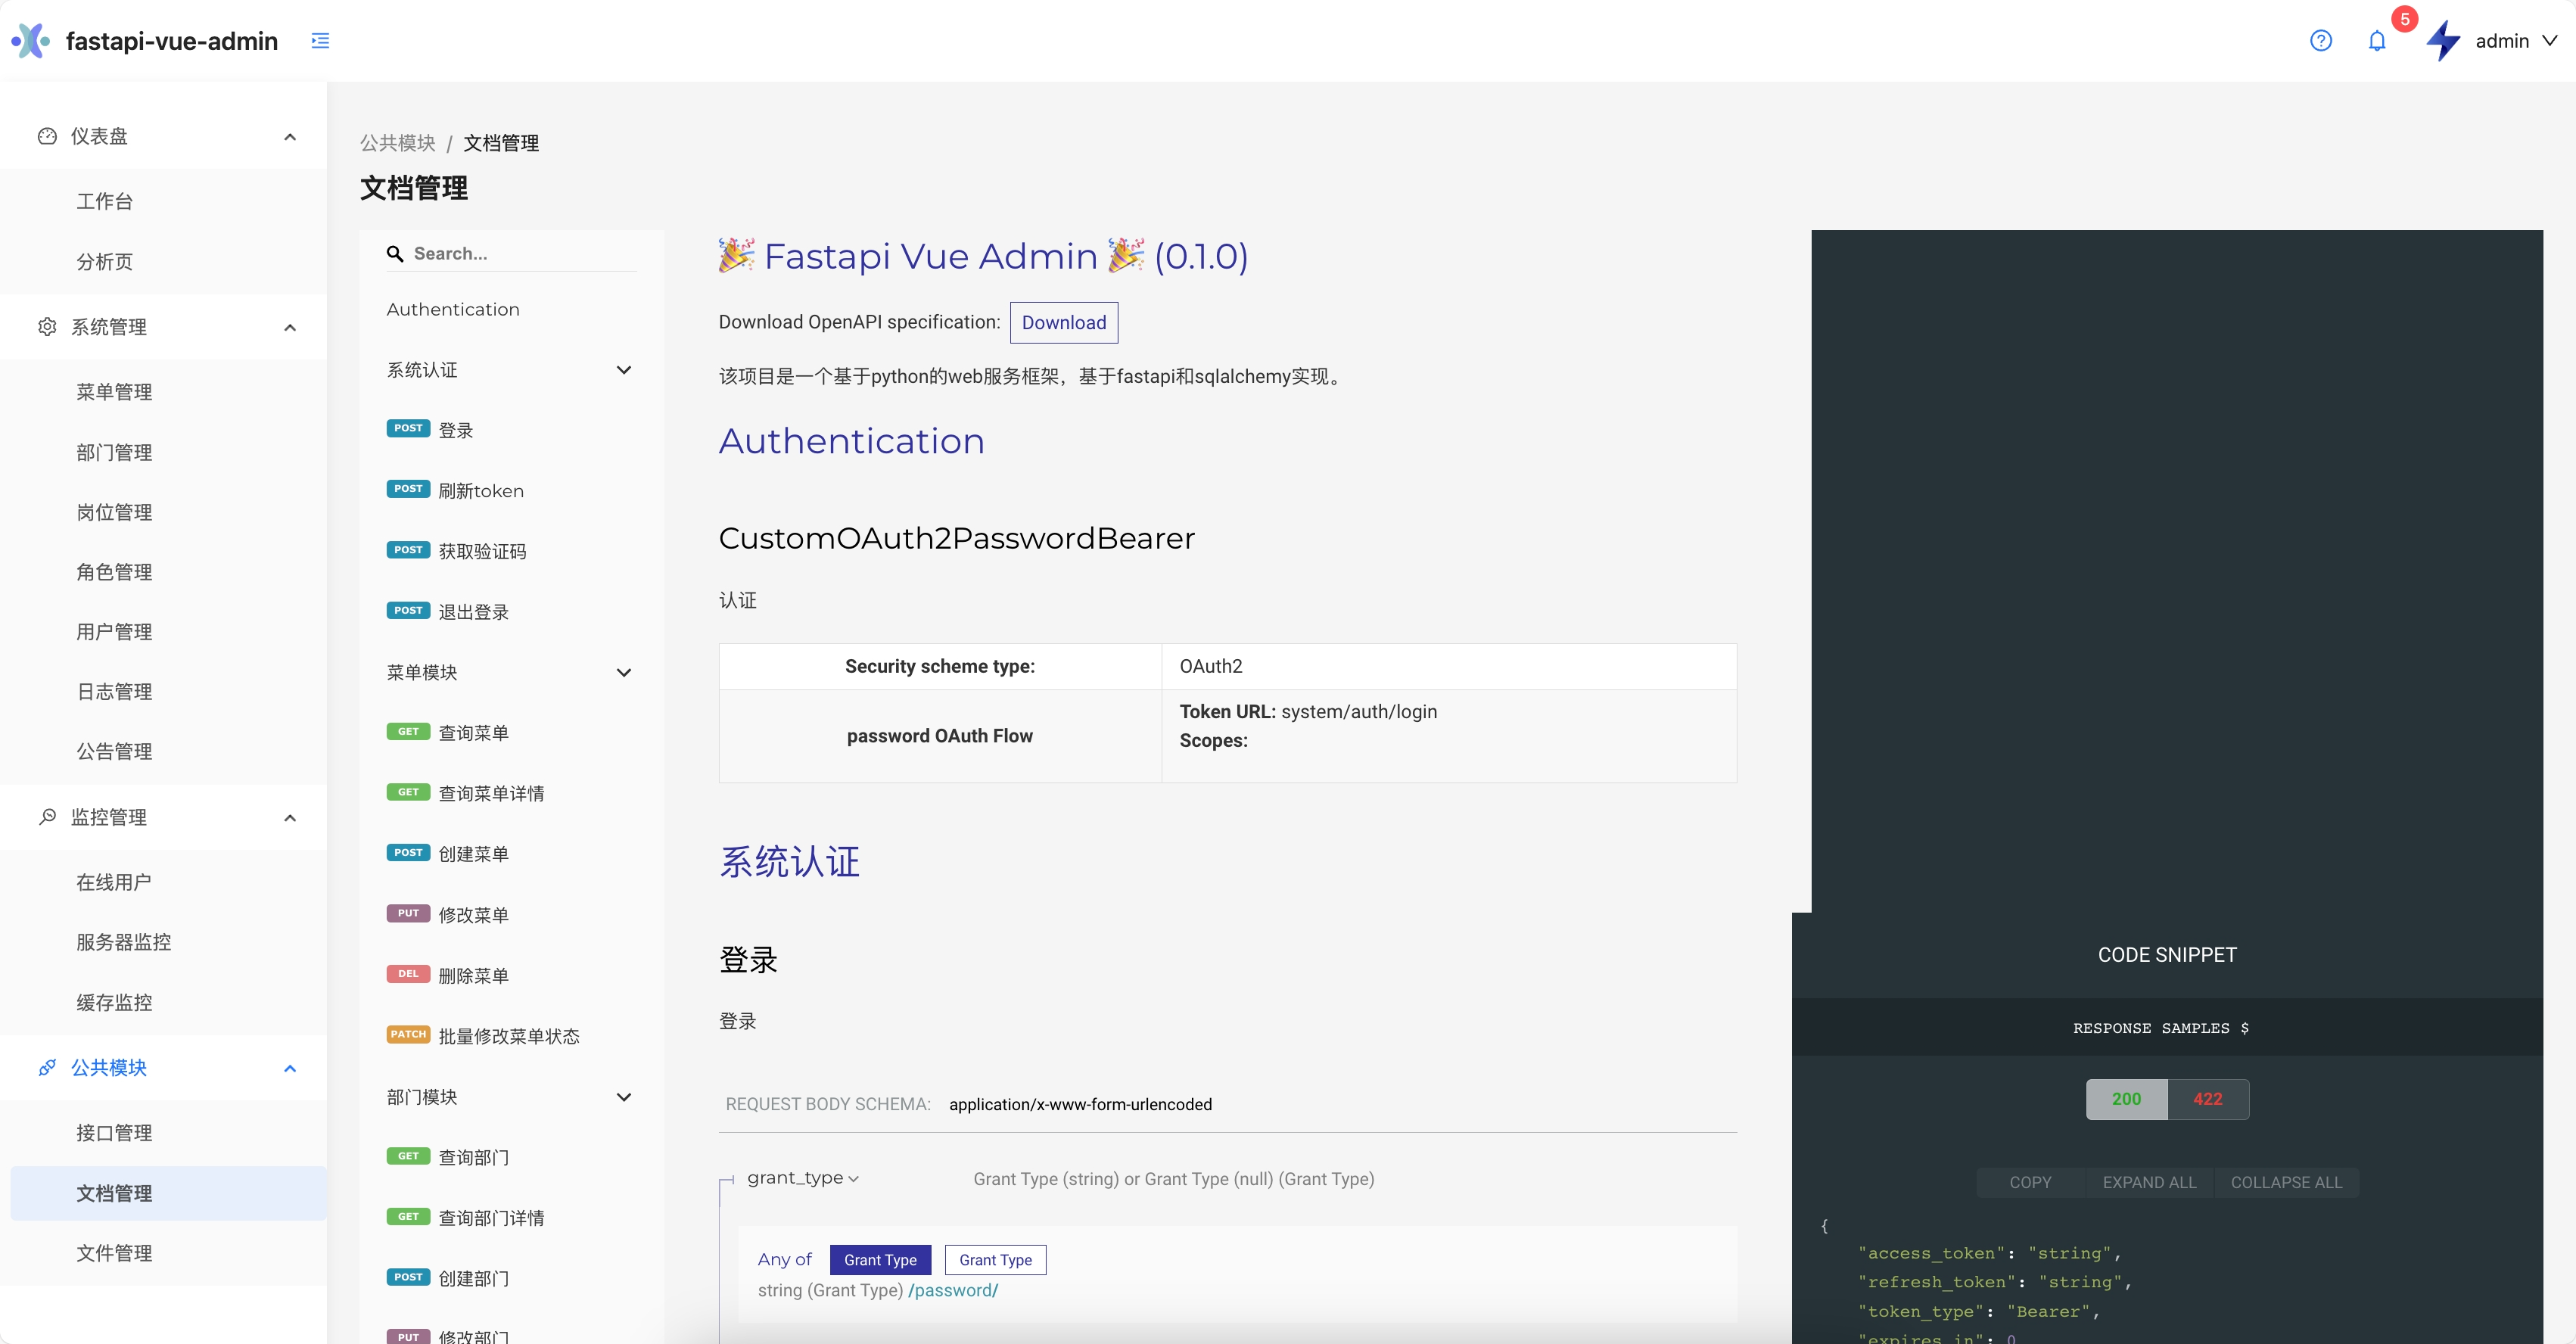 fastapi-vue-admin
5
admin
仪表盘
工作台
分析页
系统管理
菜单管理
部门管理
岗位管理
角色管理
用户管理
日志管理
公告管理
监控管理
在线用户
服务器监控
缓存监控
公共模块
接口管理
文档管理
文件管理
公共模块 / 文档管理
文档管理
Search...
Authentication
系统认证
POST 登录
POST 刷新token
POST 获取验证码
POST 退出登录
菜单模块
GET 查询菜单
GET 查询菜单详情
POST 创建菜单
PUT 修改菜单
DEL 删除菜单
PATCH 批量修改菜单状态
部门模块
GET 查询部门
GET 查询部门详情
POST 创建部门
PUT 修改部门
🎉 Fastapi Vue Admin 🎉 (0.1.0)
Download OpenAPI specification: Download
该项目是一个基于python的web服务框架，基于fastapi和sqlalchemy实现。
Authentication
CustomOAuth2PasswordBearer
认证
Security scheme type: OAuth2
password OAuth Flow
Token URL: system/auth/login
Scopes:
系统认证
登录
登录
REQUEST BODY SCHEMA: application/x-www-form-urlencoded
grant_type Grant Type (string) or Grant Type (null) (Grant Type)
Any of Grant Type Grant Type
string (Grant Type) /password/
CODE SNIPPET
RESPONSE SAMPLES $
200 422
COPY EXPAND ALL COLLAPSE ALL
{
"access_token": "string",
"refresh_token": "string",
"token_type": "Bearer",
"expires_in": 0